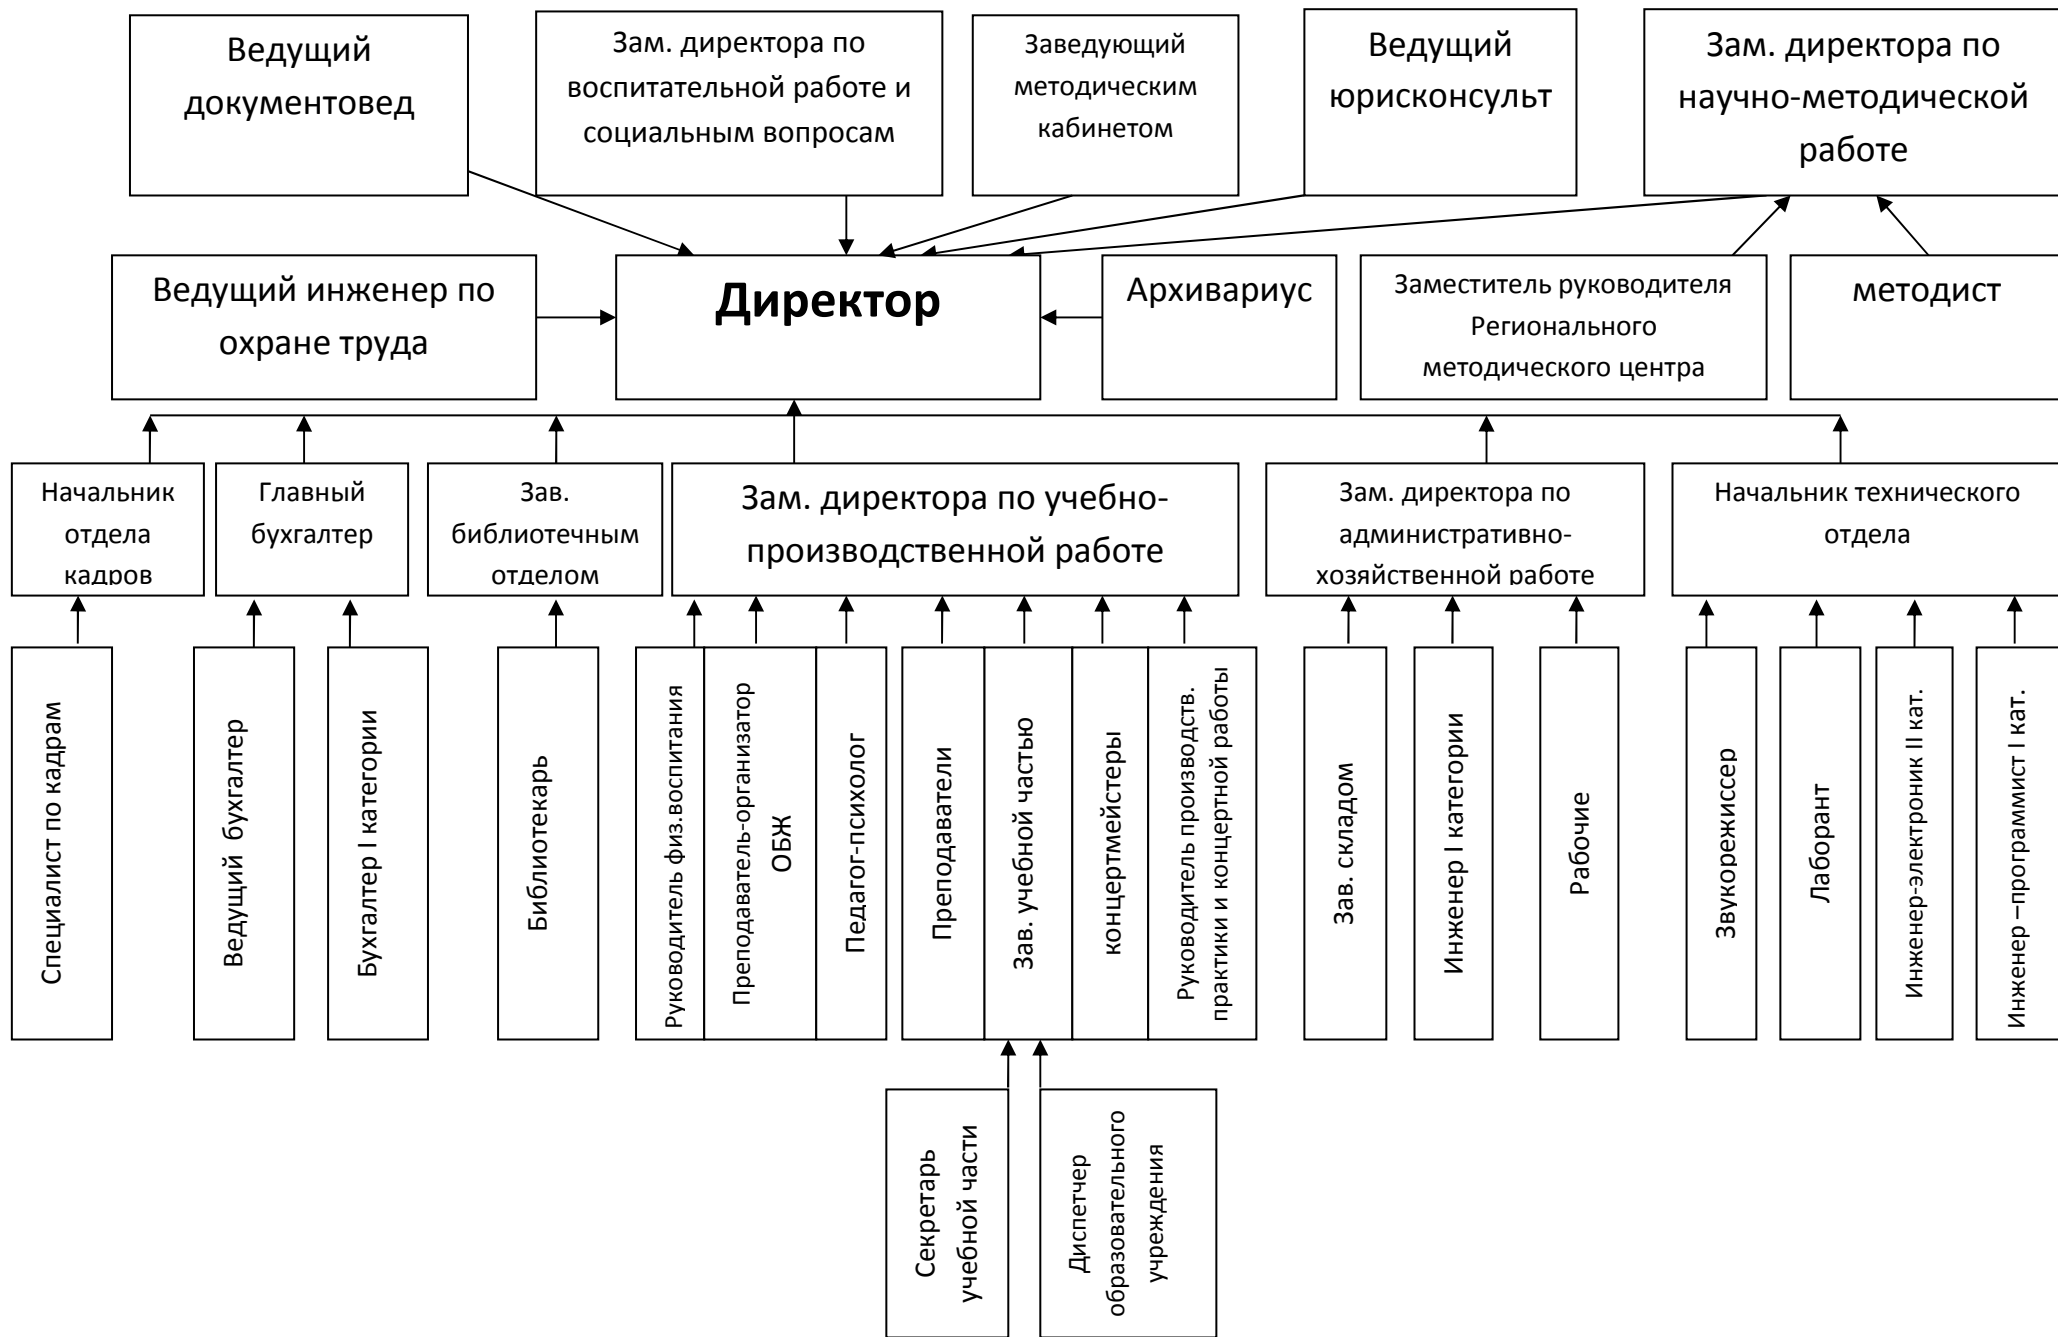 Ведущий
документовед
Зам. директора по
воспитательной работе и
социальным вопросам
Заведующий
методическим
кабинетом
Ведущий
юрисконсульт
Зам. директора по
научно-методической
работе
Ведущий инженер по
охране труда
Директор
Архивариус
Заместитель руководителя
Регионального
методического центра
методист
Начальник
отдела
кадров
Главный
бухгалтер
Зав.
библиотечным
отделом
Зам. директора по учебно-
производственной работе
Зам. директора по
административно-
хозяйственной работе
Начальник технического
отдела
Специалист по кадрам
Ведущий бухгалтер
Бухгалтер I категории
Библиотекарь
Руководитель физ.воспитания
Преподаватель-организатор
ОБЖ
Педагог-психолог
Преподаватели
Зав. учебной частью
концертмейстеры
Руководитель производств.
практики и концертной работы
Зав. складом
Инженер I категории
Рабочие
Звукорежиссер
Лаборант
Инженер-электроник II кат.
Инженер –программист I кат.
Секретарь
учебной части
Диспетчер
образовательного
учреждения